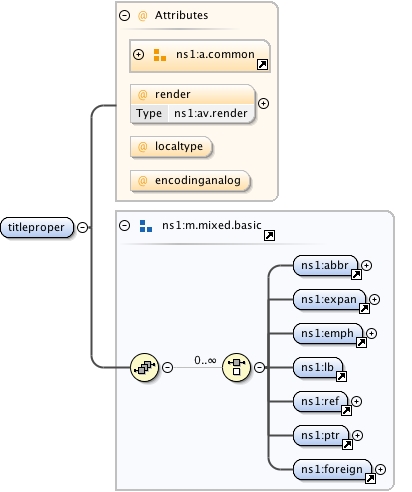 @ Attributes
ns1:a.common
@ render
Type ns1:av.render
@ localtype
@ encodinganalog
titleproper
ns1:m.mixed.basic
ns1:abbr
ns1:expan
ns1:emph
0..∞
ns1:lb
ns1:ref
ns1:ptr
ns1:foreign